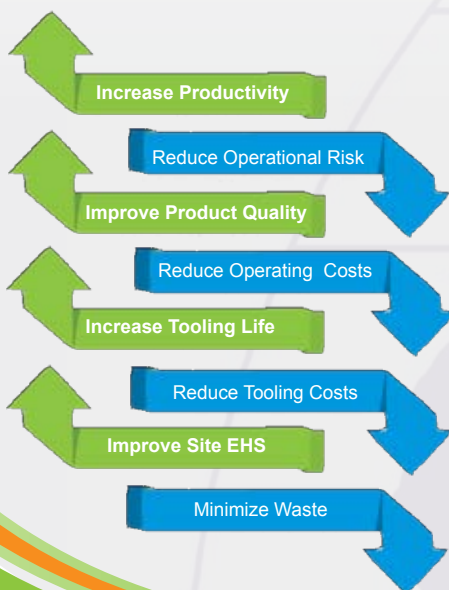 Increase Productivity
Reduce Operational Risk
Improve Product Quality
Reduce Operating Costs
Increase Tooling Life
Reduce Tooling Costs
Improve Site EHS
Minimize Waste